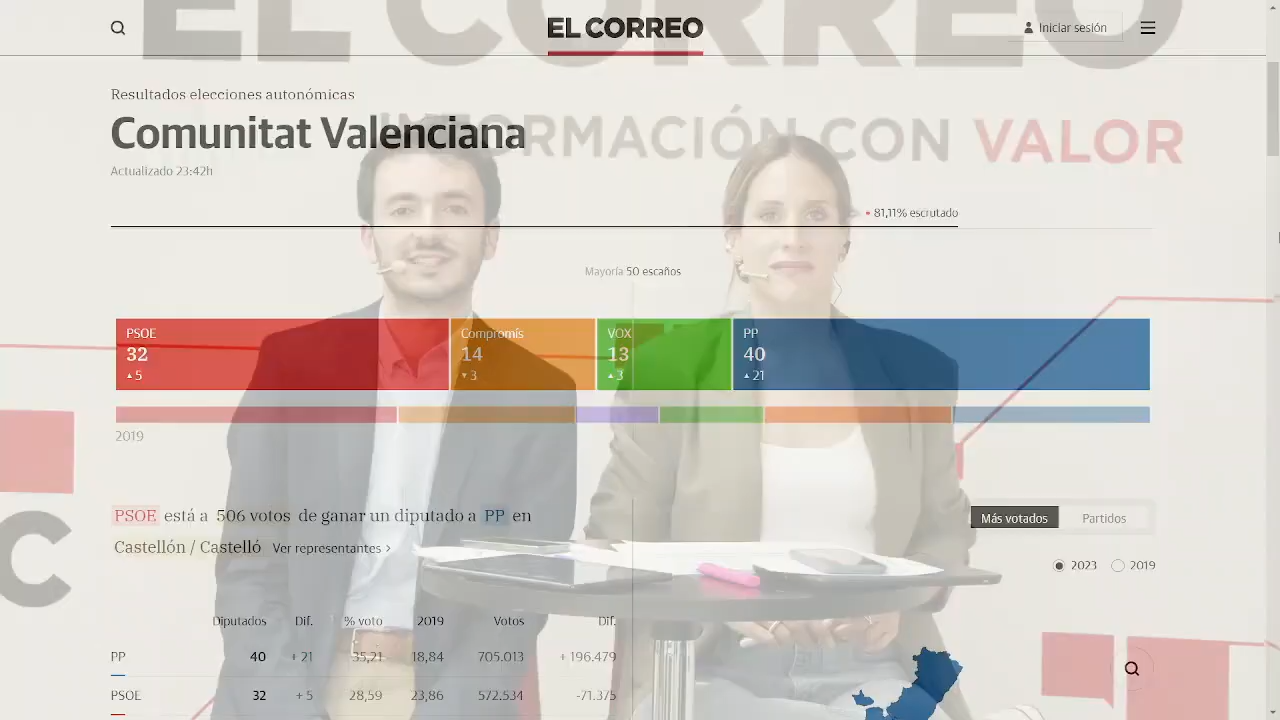 EL CORREO
EL CORREO
Iniciar sesión
INFORMACIÓN CON VALOR
Resultados elecciones autonómicas
Comunitat Valenciana
Actualizado 23:42h
81,11% escrutado
Mayoría 50 escaños
PSOE
32
5
Compromís
14
3
VOX
13
3
PP
40
21
2019
PSOE está a 506 votos de ganar un diputado a PP en
Castellón / Castelló Ver representantes
Más votados
Partidos
2023
2019
Diputados Dif. % voto 2019 Votos Dif.
PP 40 + 21 35,21 18,84 705.013 + 196.479
PSOE 32 + 5 28,59 23,86 572.534 -71.375
C